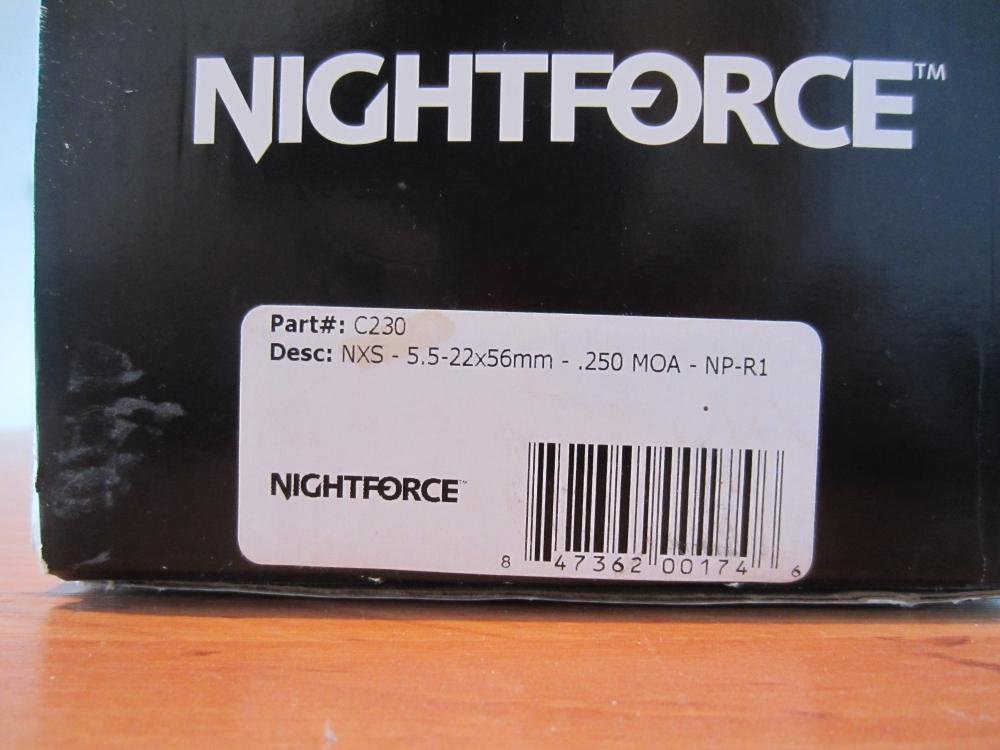 NIGHTFORCE™
Part#: C230
Desc: NXS - 5.5-22x56mm - .250 MOA - NP-R1
NIGHTFORCE™
8 47362 00174 6